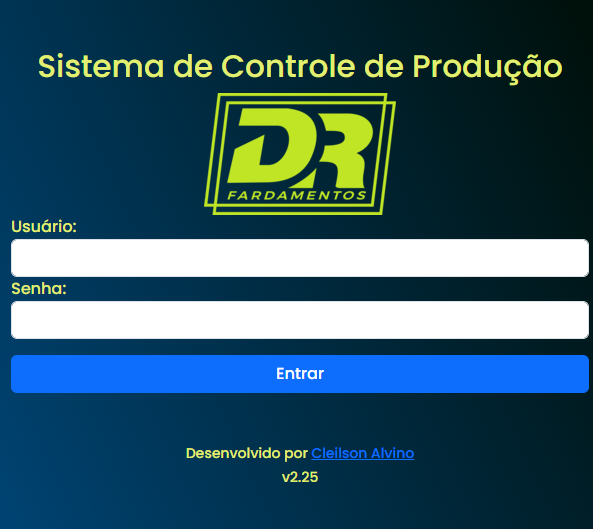 Sistema de Controle de Produção
DR
FARDAMENTOS
Usuário:
Senha:
Entrar
Desenvolvido por Cleilson Alvino
v2.25